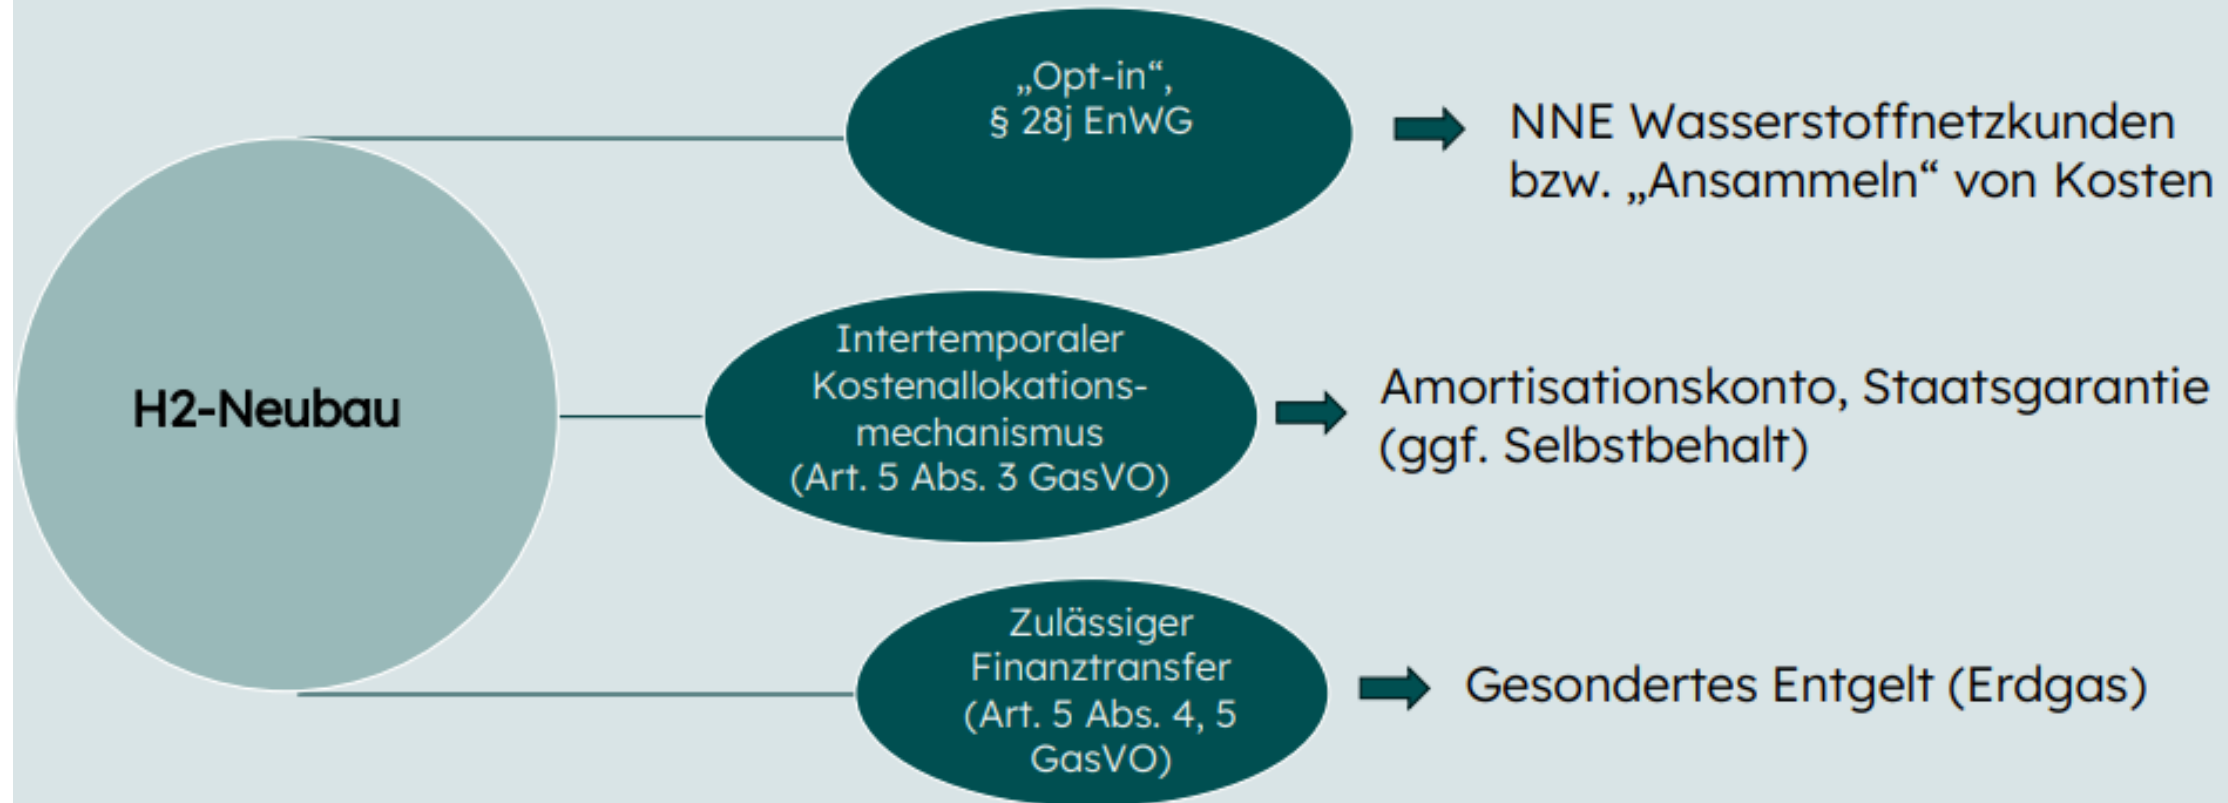 H2-Neubau
„Opt-in“,
§ 28j EnWG
NNE Wasserstoffnetzkunden
bzw. „Ansammeln“ von Kosten
Intertemporaler
Kostenallokations-
mechanismus
(Art. 5 Abs. 3 GasVO)
Amortisationskonto, Staatsgarantie
(ggf. Selbstbehalt)
Zulässiger
Finanztransfer
(Art. 5 Abs. 4, 5
GasVO)
Gesondertes Entgelt (Erdgas)